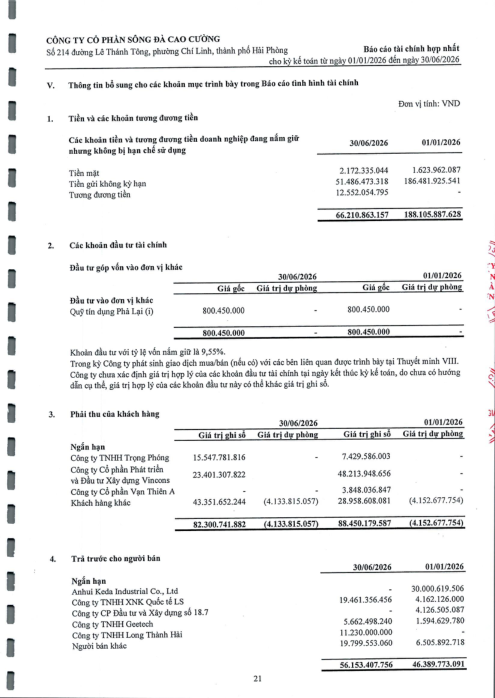 CÔNG TY CỔ PHẦN SÔNG ĐÀ CAO CƯỜNG
Số 214 đường Lê Thánh Tông, phường Chí Linh, thành phố Hải Phòng
Báo cáo tài chính hợp nhất
cho kỳ kế toán từ ngày 01/01/2026 đến ngày 30/06/2026
V. Thông tin bổ sung cho các khoản mục trình bày trong Báo cáo tình hình tài chính
Đơn vị tính: VND
1. Tiền và các khoản tương đương tiền
Các khoản tiền và tương đương tiền doanh nghiệp đang nắm giữ nhưng không bị hạn chế sử dụng 30/06/2026 01/01/2026
Tiền mặt 2.172.335.044 1.623.962.087
Tiền gửi không kỳ hạn 51.486.473.318 186.481.925.541
Tương đương tiền 12.552.054.795 -
66.210.863.157 188.105.887.628
2. Các khoản đầu tư tài chính
Đầu tư góp vốn vào đơn vị khác
30/06/2026 01/01/2026
Giá gốc Giá trị dự phòng Giá gốc Giá trị dự phòng
Đầu tư vào đơn vị khác
Quỹ tín dụng Phả Lại (i) 800.450.000 - 800.450.000 -
800.450.000 - 800.450.000 -
Khoản đầu tư với tỷ lệ vốn nắm giữ là 9,55%.
Trong kỳ Công ty phát sinh giao dịch mua/bán (nếu có) với các bên liên quan được trình bày tại Thuyết minh VIII.
Công ty chưa xác định giá trị hợp lý của các khoản đầu tư tài chính tại ngày kết thúc kỳ kế toán, do chưa có hướng
dẫn cụ thể, giá trị hợp lý của các khoản đầu tư này có thể khác giá trị ghi sổ.
3. Phải thu của khách hàng
30/06/2026 01/01/2026
Giá trị ghi sổ Giá trị dự phòng Giá trị ghi sổ Giá trị dự phòng
Ngắn hạn
Công ty TNHH Trọng Phóng 15.547.781.816 - 7.429.586.003 -
Công ty Cổ phần Phát triển
và Đầu tư Xây dựng Vincons 23.401.307.822 - 48.213.948.656 -
Công ty Cổ phần Vạn Thiên A - - 3.848.036.847 -
Khách hàng khác 43.351.652.244 (4.133.815.057) 28.958.608.081 (4.152.677.754)
82.300.741.882 (4.133.815.057) 88.450.179.587 (4.152.677.754)
4. Trả trước cho người bán
30/06/2026 01/01/2026
Ngắn hạn
Anhui Keda Industrial Co., Ltd - 30.000.619.506
Công ty TNHH XNK Quốc tế LS 19.461.356.456 4.162.126.000
Công ty CP Đầu tư và Xây dựng số 18.7 - 4.126.505.087
Công ty TNHH Geetech 5.662.498.240 1.594.629.780
Công ty TNHH Long Thành Hải 11.230.000.000 -
Người bán khác 19.799.553.060 6.505.892.718
56.153.407.756 46.389.773.091
21